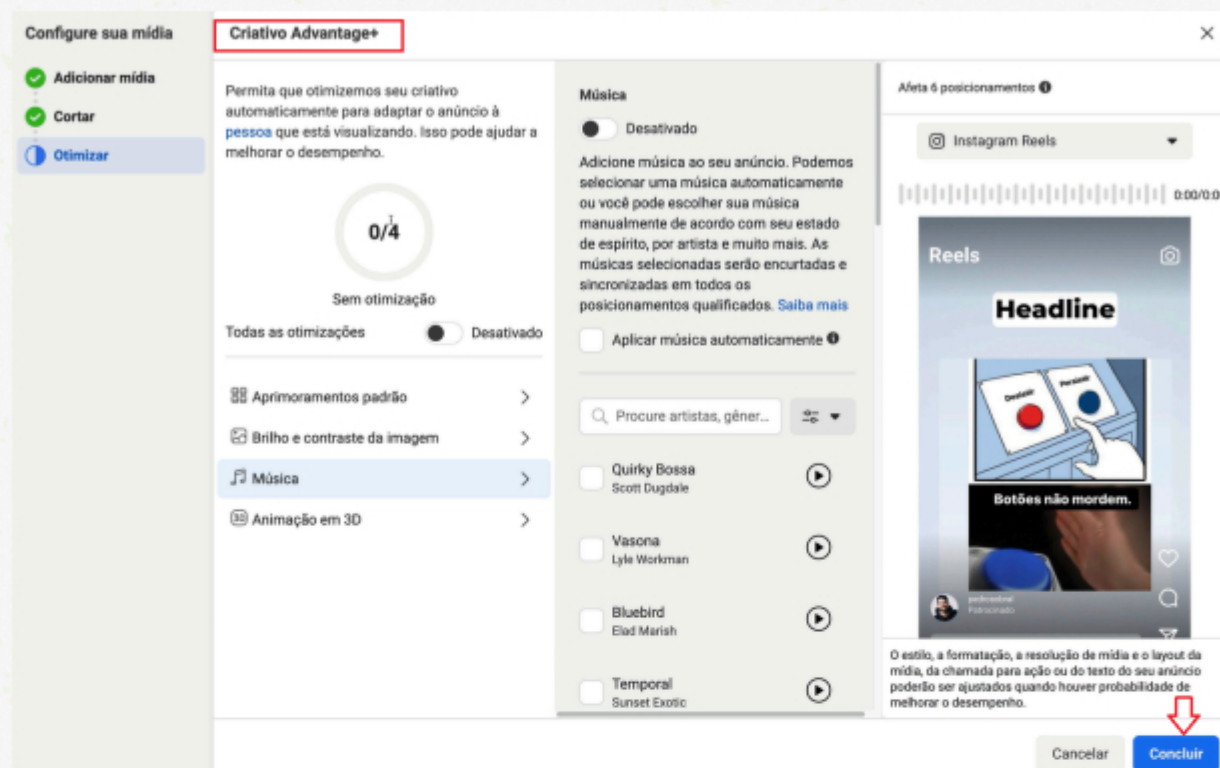 Configure sua mídia
Adicionar mídia
Cortar
Otimizar
Criativo Advantage+
Permita que otimizemos seu criativo
automaticamente para adaptar o anúncio à
pessoa que está visualizando. Isso pode ajudar a
melhorar o desempenho.
0/4
Sem otimização
Todas as otimizações
Desativado
Aprimoramentos padrão
Brilho e contraste da imagem
Música
Animação em 3D
Música
Desativado
Adicione música ao seu anúncio. Podemos
selecionar uma música automaticamente
ou você pode escolher sua música
manualmente de acordo com seu estado
de espírito, por artista e muito mais. As
músicas selecionadas serão encurtadas e
sincronizadas em todos os
posicionamentos qualificados. Saiba mais
Aplicar música automaticamente
Procure artistas, gêner...
Quirky Bossa
Scott Dugdale
Vasona
Lyle Workman
Bluebird
Elad Marish
Temporal
Sunset Exotic
Afeta 6 posicionamentos
Instagram Reels
0:00/0:0
Reels
Headline
Botões não mordem.
Patrocinado
O estilo, a formatação, a resolução de mídia e o layout da
mídia, da chamada para ação ou do texto do seu anúncio
poderão ser ajustados quando houver probabilidade de
melhorar o desempenho.
Cancelar
Concluir